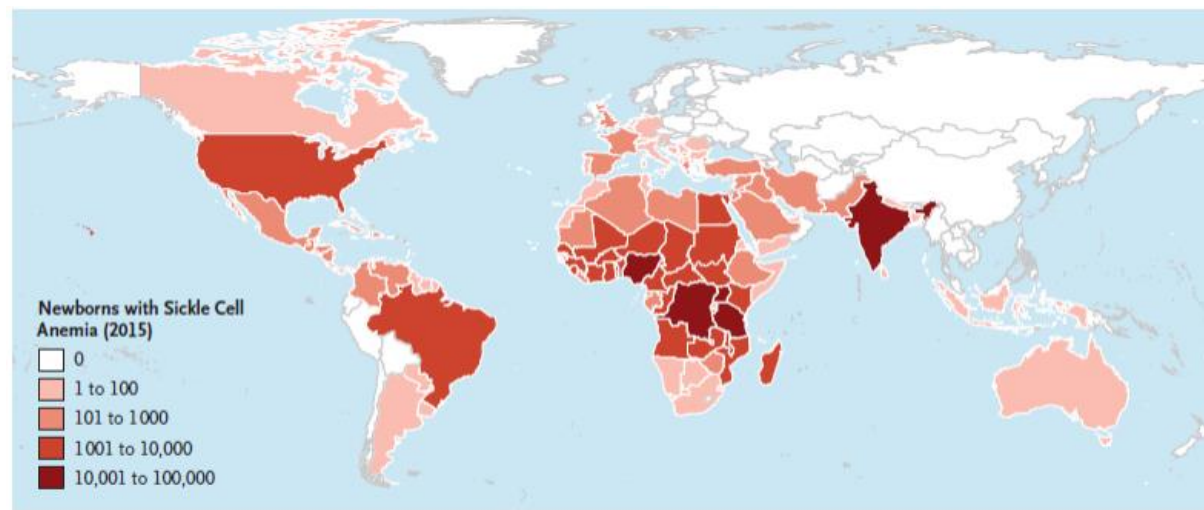 Newborns with Sickle Cell
Anemia (2015)
0
1 to 100
101 to 1000
1001 to 10,000
10,001 to 100,000